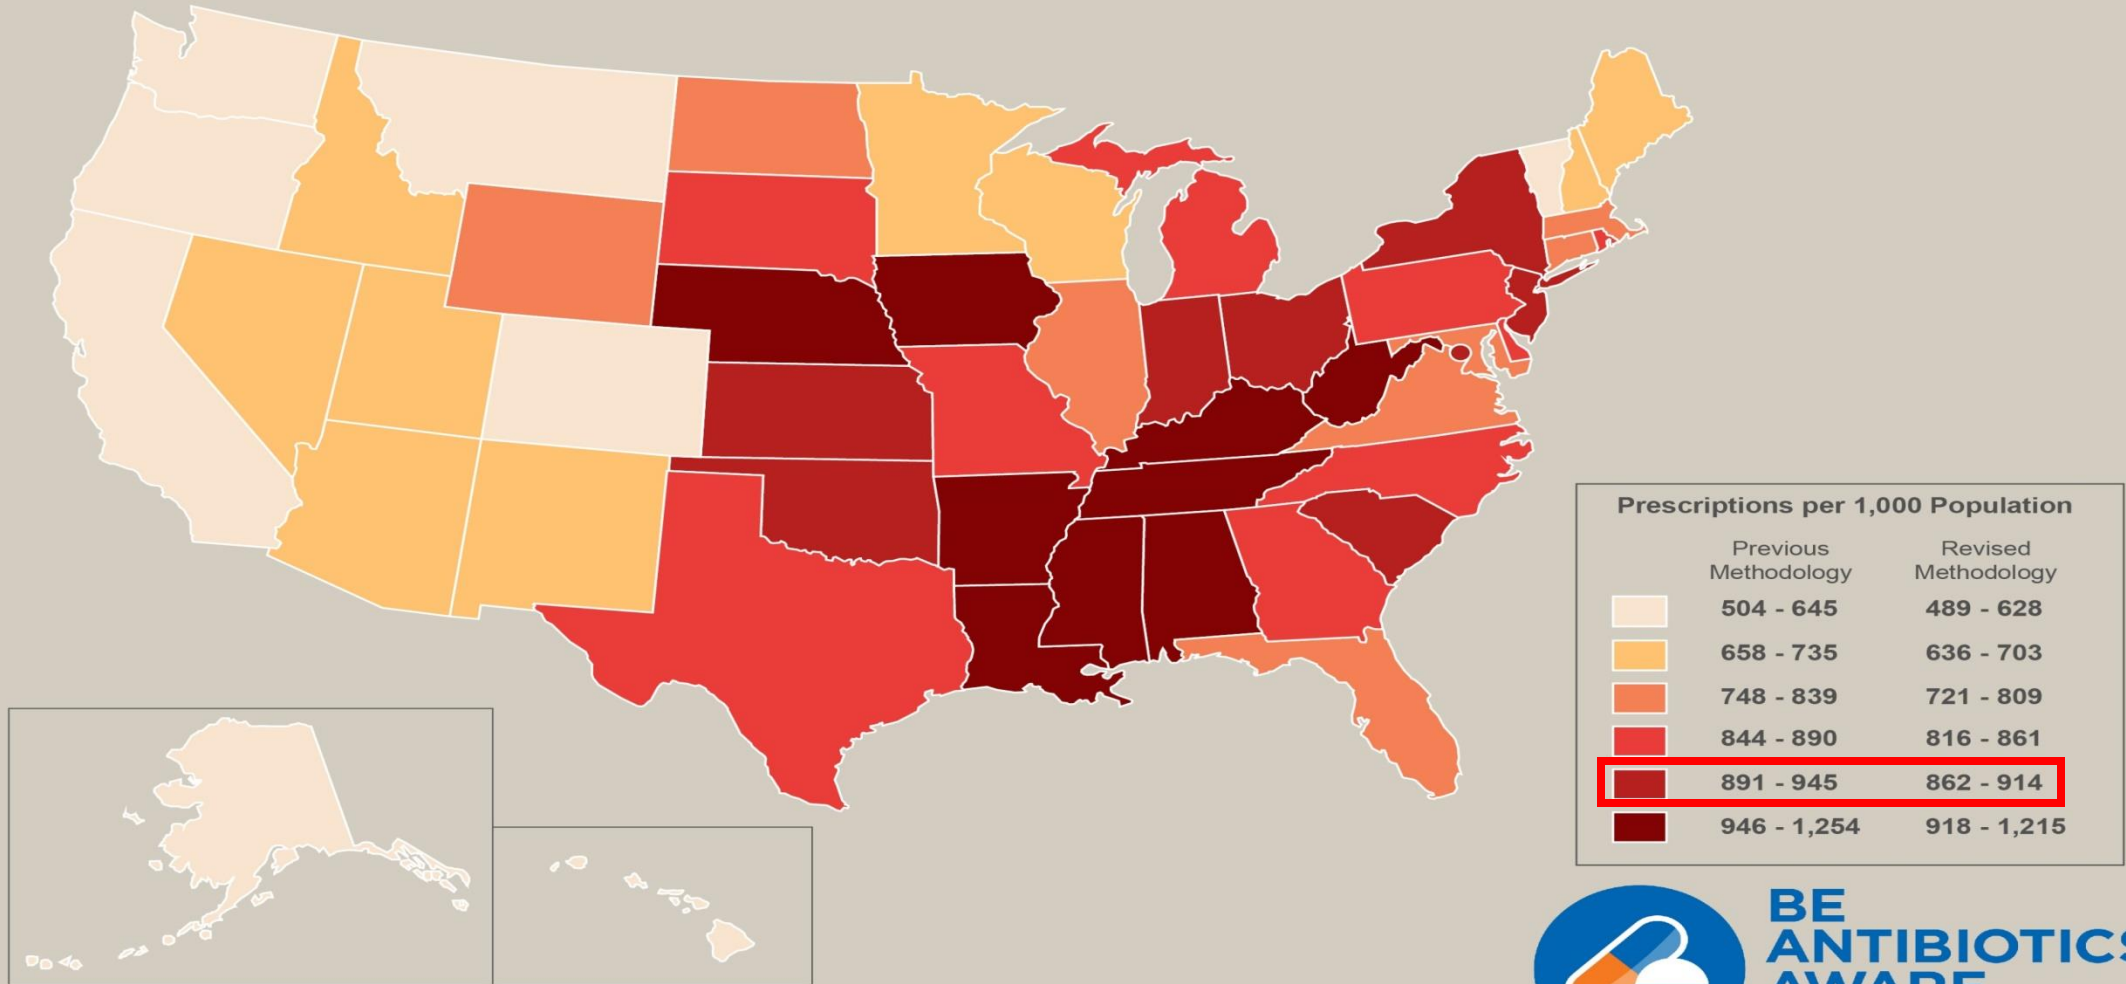 Prescriptions per 1,000 Population
Previous Methodology Revised Methodology
504 - 645 489 - 628
658 - 735 636 - 703
748 - 839 721 - 809
844 - 890 816 - 861
891 - 945 862 - 914
946 - 1,254 918 - 1,215
BE
ANTIBIOTICS
AWARE